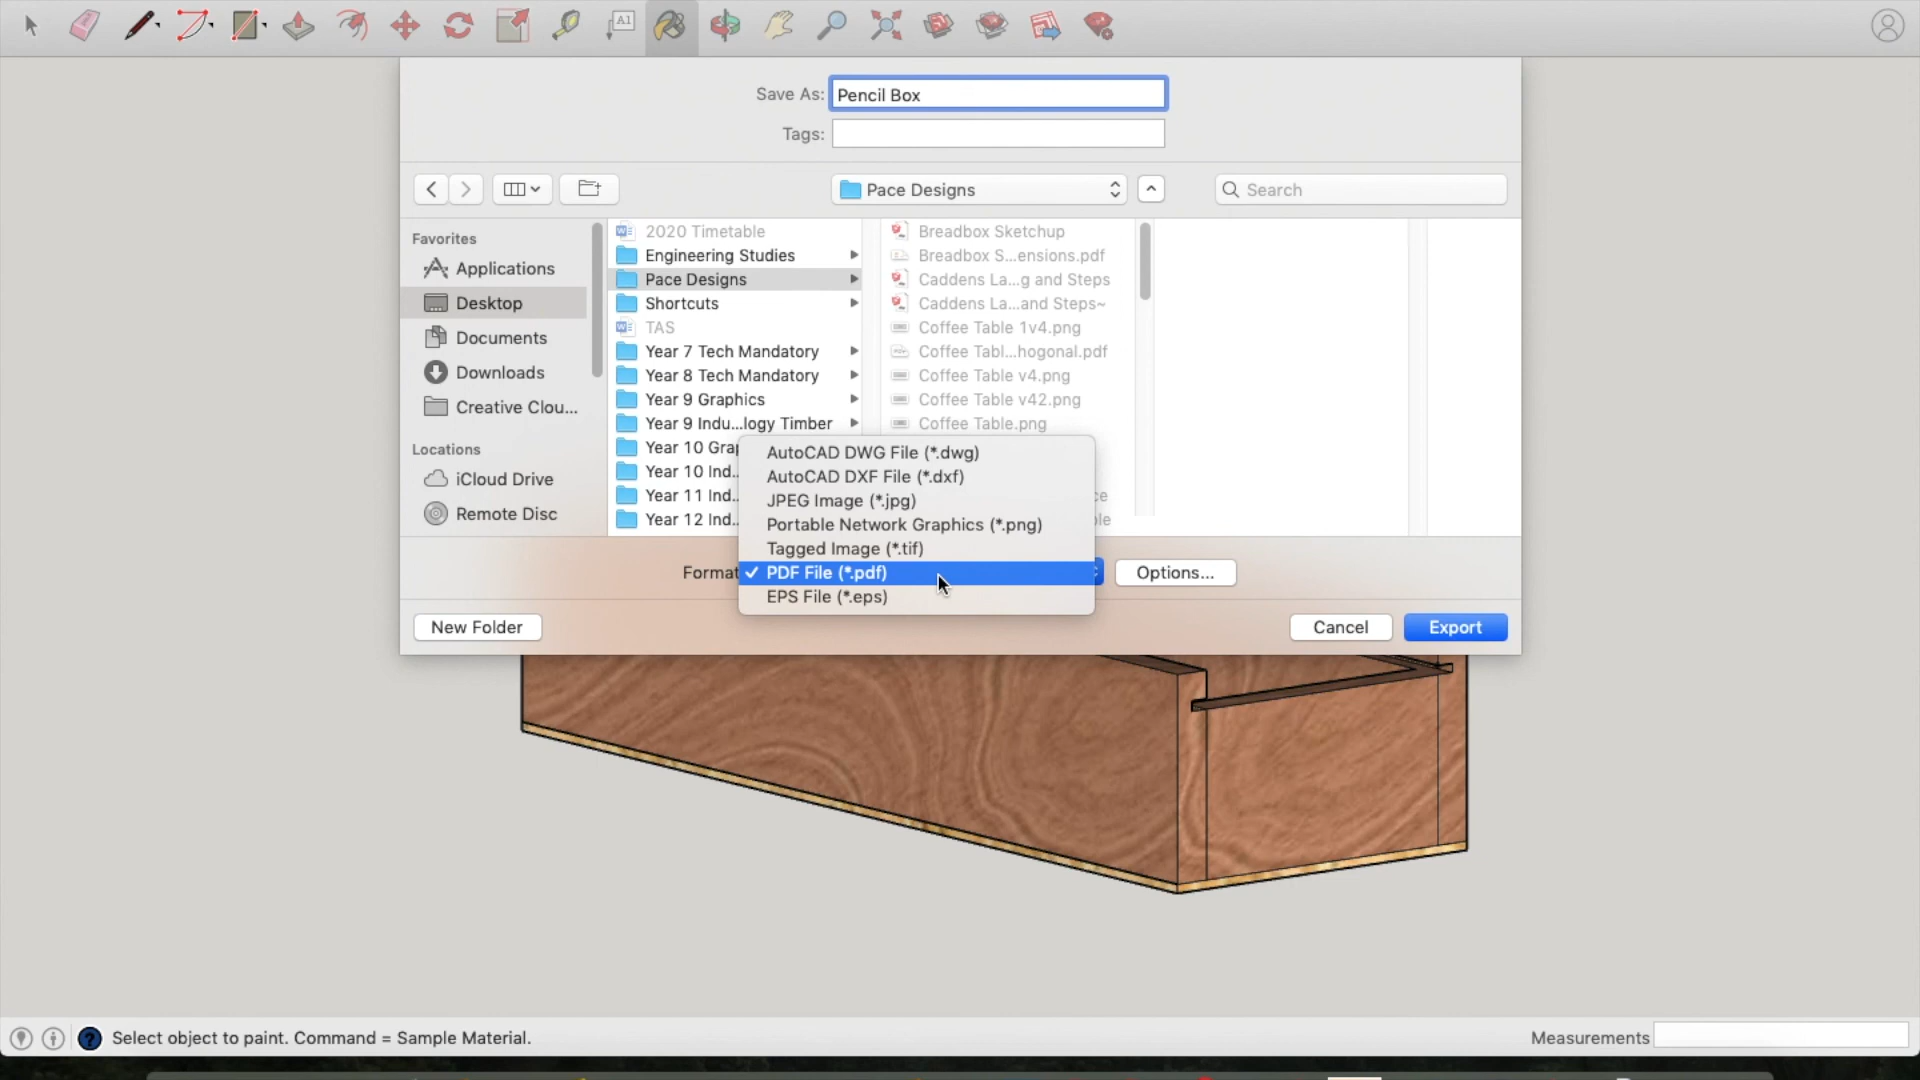 A1
Save As: Pencil Box
Tags:
Pace Designs
Search
Favorites
Applications
Desktop
Documents
Downloads
Creative Clou...
Locations
iCloud Drive
Remote Disc
2020 Timetable
Engineering Studies
Pace Designs
Shortcuts
TAS
Year 7 Tech Mandatory
Year 8 Tech Mandatory
Year 9 Graphics
Year 9 Indu...logy Timber
Year 10 Grap
Year 10 Ind..
Year 11 Ind..
Year 12 Ind..
Breadbox Sketchup
Breadbox S...ensions.pdf
Caddens La...g and Steps
Caddens La...and Steps~
Coffee Table 1v4.png
Coffee Tabl...hogonal.pdf
Coffee Table v4.png
Coffee Table v42.png
Coffee Table.png
ce
ble
Format
AutoCAD DWG File (*.dwg)
AutoCAD DXF File (*.dxf)
JPEG Image (*.jpg)
Portable Network Graphics (*.png)
Tagged Image (*.tif)
PDF File (*.pdf)
EPS File (*.eps)
Options...
New Folder
Cancel
Export
Select object to paint. Command = Sample Material.
Measurements